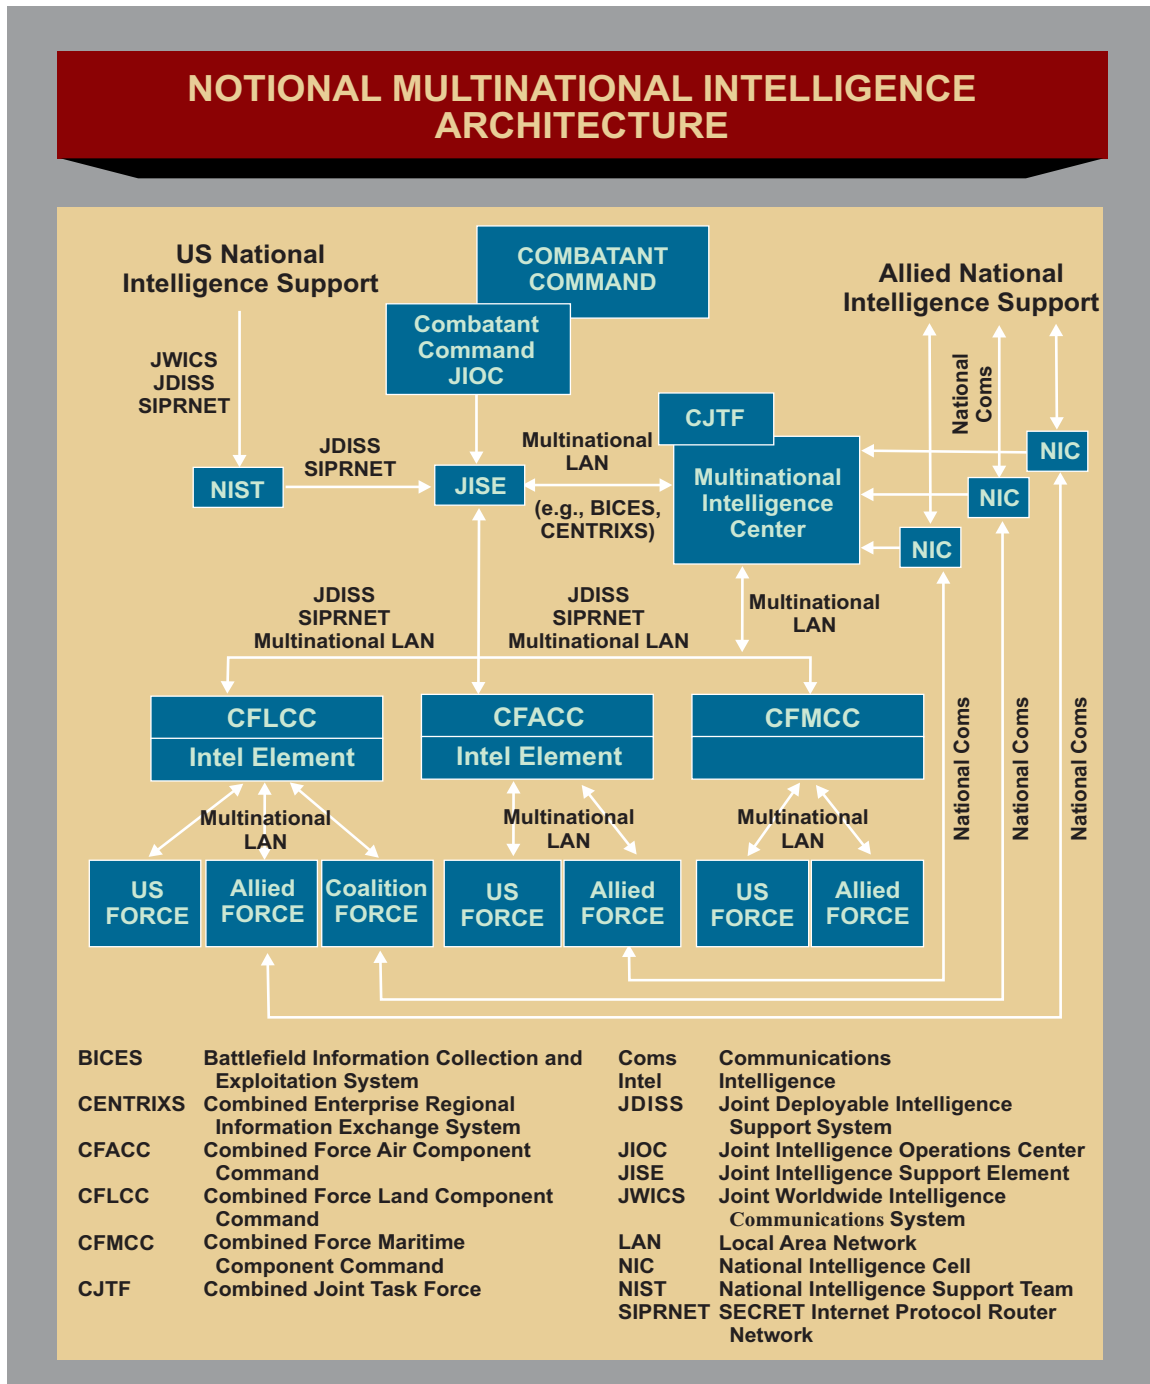 NOTIONAL MULTINATIONAL INTELLIGENCE
ARCHITECTURE
US National
Intelligence Support
COMBATANT
COMMAND
Allied National
Intelligence Support
Combatant
Command
JIOC
JWICS
JDISS
SIPRNET
National
Coms
CJTF
JDISS
SIPRNET
Multinational
LAN
NIC
NIST
JISE
Multinational
Intelligence
Center
NIC
(e.g., BICES,
CENTRIXS)
NIC
JDISS
SIPRNET
Multinational LAN
JDISS
SIPRNET
Multinational LAN
Multinational
LAN
CFLCC
Intel Element
CFACC
Intel Element
CFMCC
National Coms
National Coms
National Coms
Multinational
LAN
Multinational
LAN
Multinational
LAN
US
FORCE
Allied
FORCE
Coalition
FORCE
US
FORCE
Allied
FORCE
US
FORCE
Allied
FORCE
BICES Battlefield Information Collection and
Exploitation System
CENTRIXS Combined Enterprise Regional
Information Exchange System
CFACC Combined Force Air Component
Command
CFLCC Combined Force Land Component
Command
CFMCC Combined Force Maritime
Component Command
CJTF Combined Joint Task Force
Coms Communications
Intel Intelligence
JDISS Joint Deployable Intelligence
Support System
JIOC Joint Intelligence Operations Center
JISE Joint Intelligence Support Element
JWICS Joint Worldwide Intelligence
Communications System
LAN Local Area Network
NIC National Intelligence Cell
NIST National Intelligence Support Team
SIPRNET SECRET Internet Protocol Router
Network